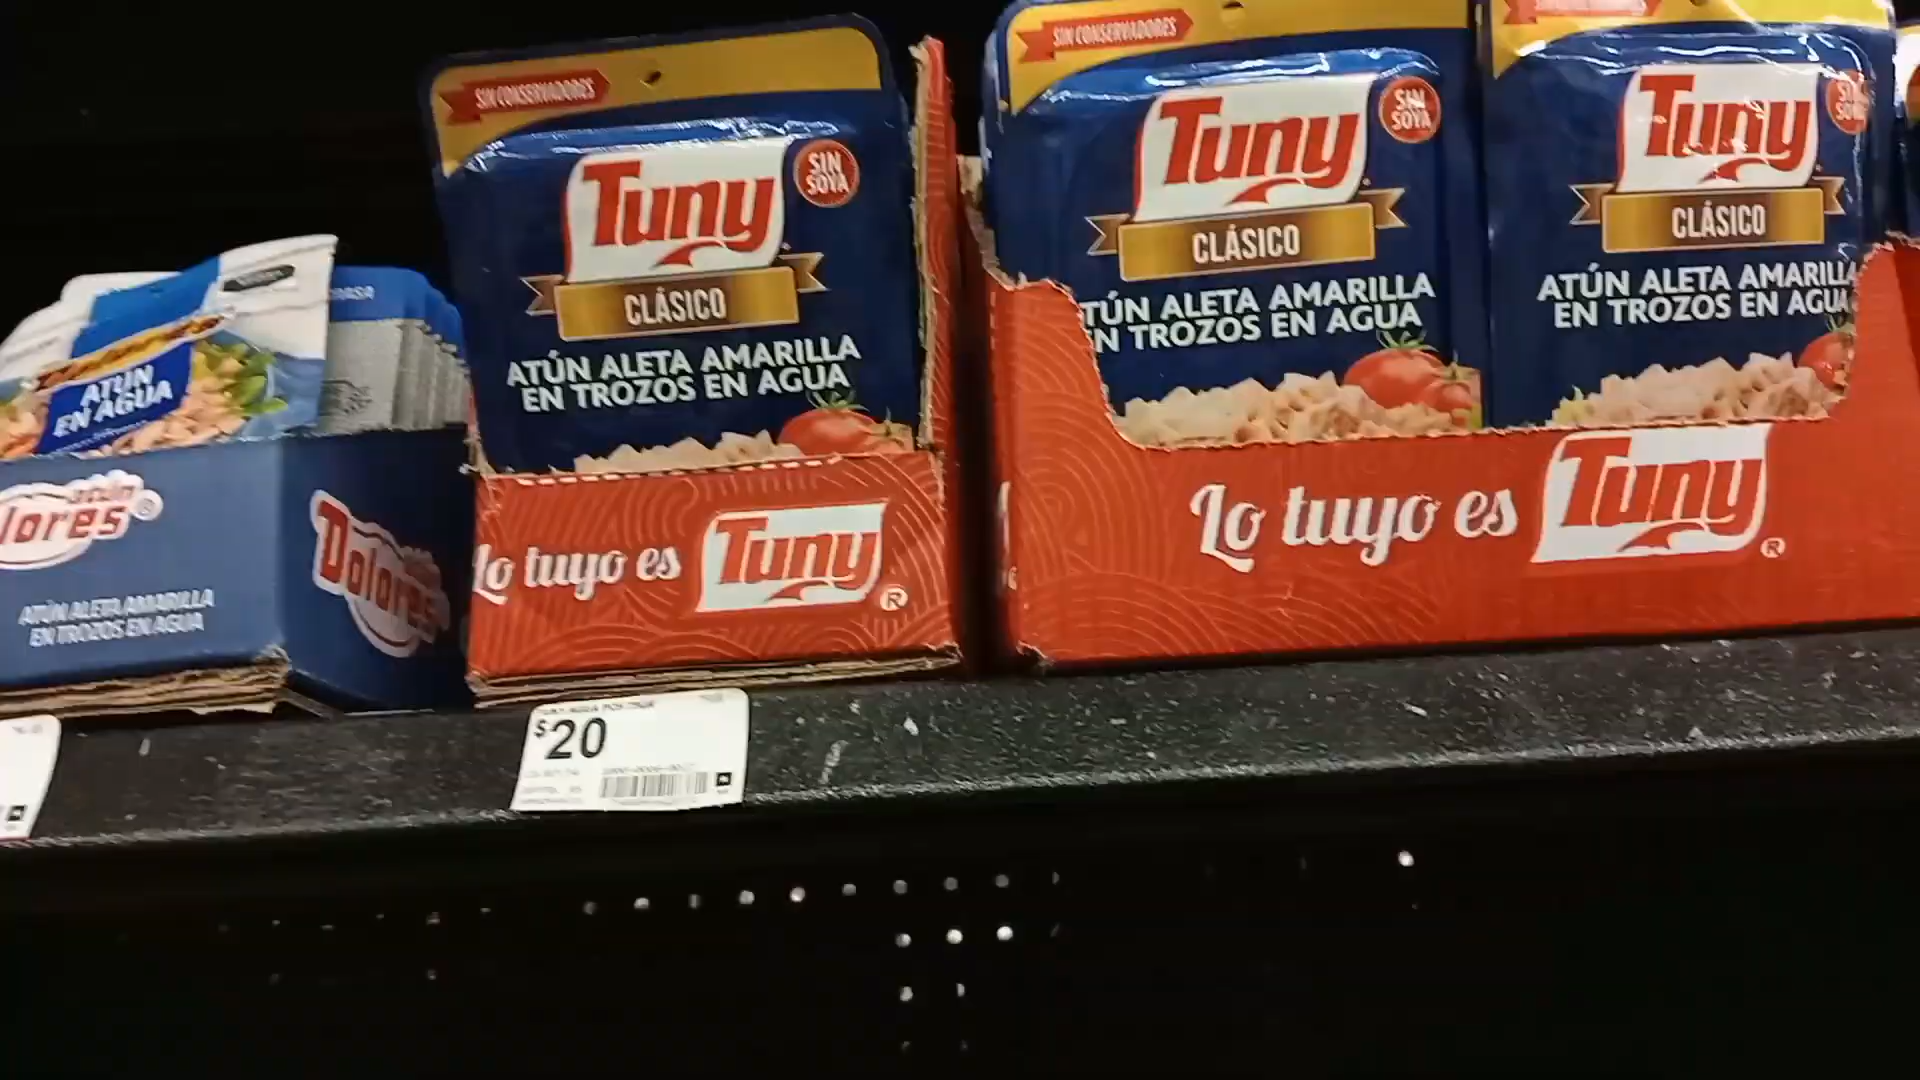 SIN CONSERVADORES
Tuny
SIN
SOYA
CLÁSICO
ATÚN ALETA AMARILLA
EN TROZOS EN AGUA
Lo tuyo es Tuny ®
SIN CONSERVADORES
Tuny
SIN
SOYA
CLÁSICO
TÚN ALETA AMARILLA
EN TROZOS EN AGUA
Tuny
CLÁSICO
ATÚN ALETA AMARILLA
EN TROZOS EN AGUA
Lo tuyo es Tuny ®
ATÚN
EN AGUA
atún
lores ®
ATÚN ALETA AMARILLA
EN TROZOS EN AGUA
Dolores
$20